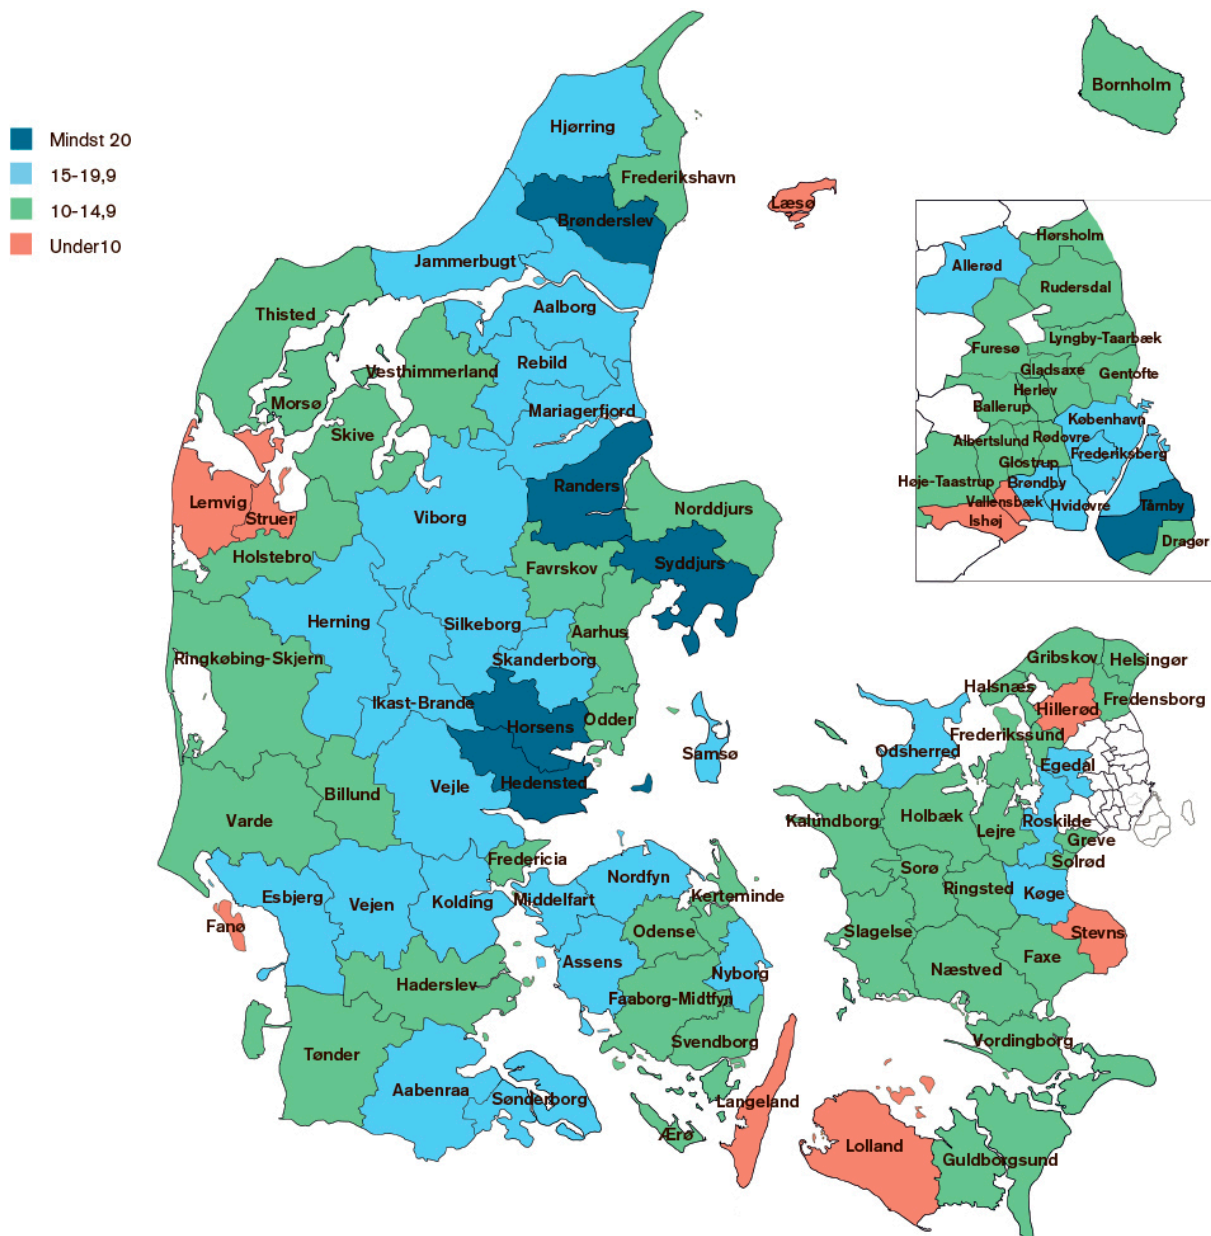 Mindst 20
15-19,9
10-14,9
Under10
Bornholm
Hjørring
Frederikshavn
Læsø
Brønderslev
Jammerbugt
Aalborg
Thisted
Rebild
Vesthimmerland
Morsø
Mariagerfjord
Skive
Lemvig
Struer
Viborg
Randers
Norddjurs
Holstebro
Favrskov
Syddjurs
Herning
Silkeborg
Aarhus
Ringkøbing-Skjern
Skanderborg
Ikast-Brande
Horsens
Odder
Samsø
Hedensted
Vejle
Billund
Varde
Fredericia
Esbjerg
Vejen
Kolding
Middelfart
Nordfyn
Kerteminde
Fanø
Odense
Assens
Nyborg
Haderslev
Faaborg-Midtfyn
Svendborg
Tønder
Aabenraa
Sønderborg
Langeland
Ærø
Hørsholm
Allerød
Rudersdal
Lyngby-Taarbæk
Furesø
Gladsaxe
Gentofte
Herlev
Ballerup
København
Albertslund
Rødovre
Frederiksberg
Glostrup
Høje-Taastrup
Brøndby
Vallensbæk
Hvidovre
Tårnby
Ishøj
Dragør
Gribskov
Helsingør
Halsnæs
Fredensborg
Hillerød
Frederikssund
Odsherred
Egedal
Kalundborg
Holbæk
Roskilde
Lejre
Greve
Solrød
Sorø
Ringsted
Køge
Slagelse
Stevns
Næstved
Faxe
Vordingborg
Lolland
Guldborgsund